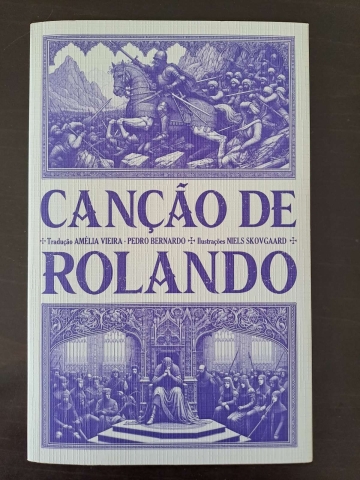 CANÇÃO DE
✣ Tradução AMÉLIA VIEIRA · PEDRO BERNARDO ✣ Ilustrações NIELS SKOVGAARD ✣
ROLANDO